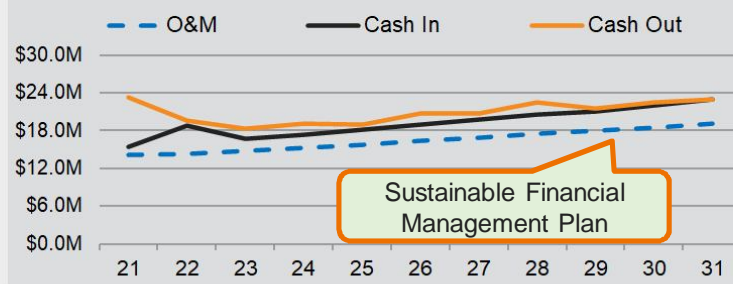 O&M Cash In Cash Out
$30.0M
$24.0M
$18.0M
$12.0M
$6.0M
$0.0M
Sustainable Financial
Management Plan
21 22 23 24 25 26 27 28 29 30 31